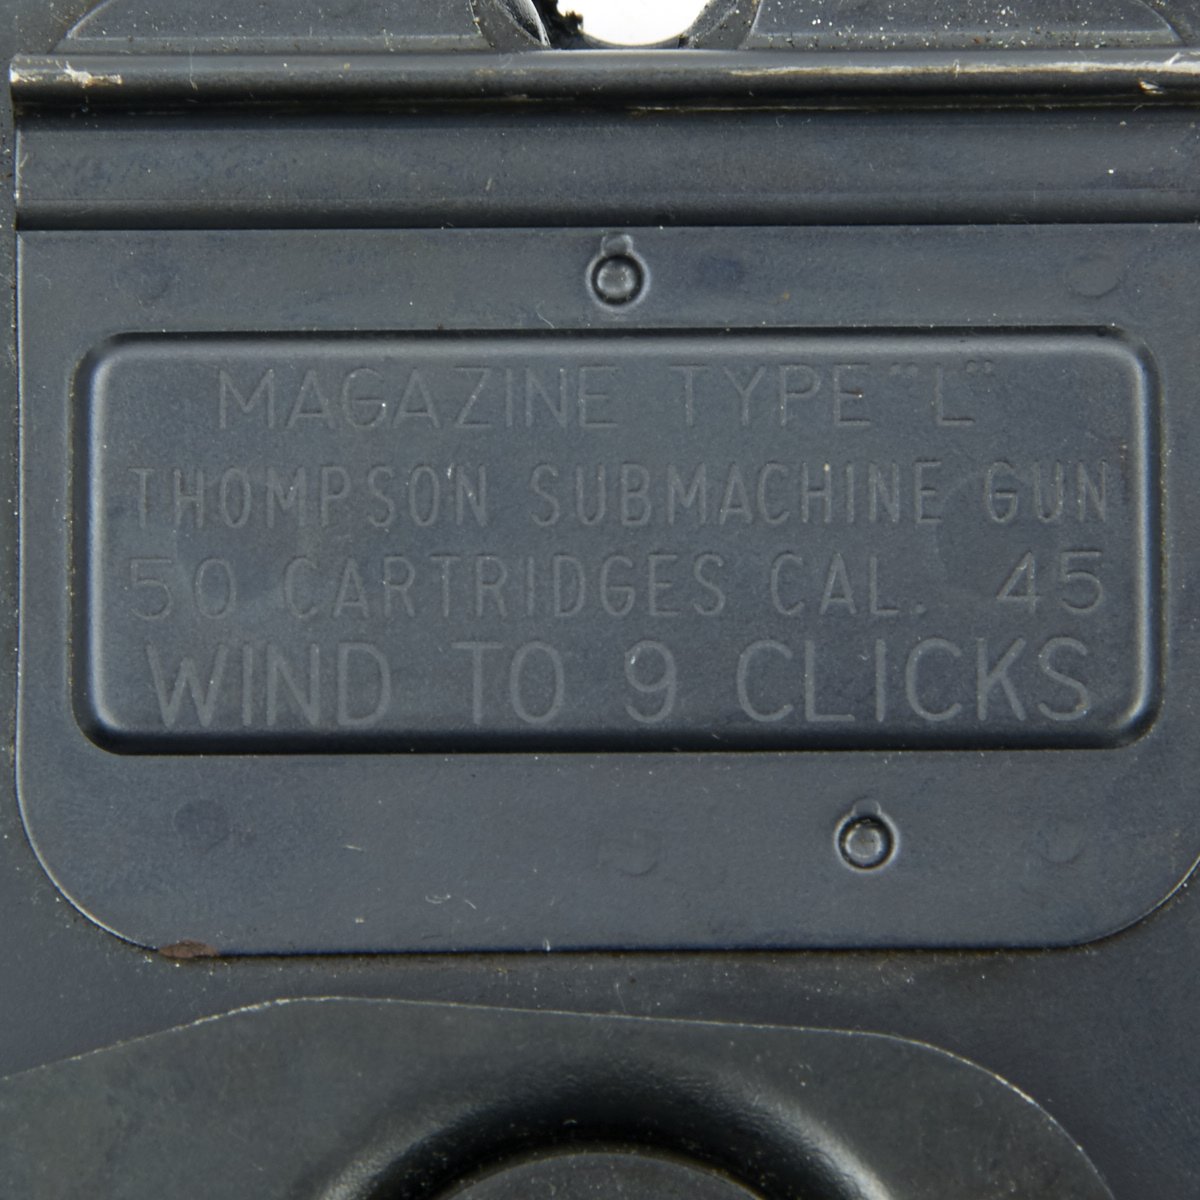 MAGAZINE TYPE "L"
THOMPSON SUBMACHINE GUN
50 CARTRIDGES CAL. 45
WIND TO 9 CLICKS